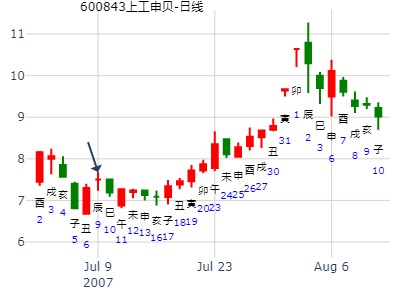 600843上工申贝-日线
11
10
9
8
7
6
酉
2
戌
3
亥
4
子
5
丑
6
辰
9
巳
10
午
11
未
12
申
13
亥
16
子
17
丑
18
寅
19
卯
20
午
23
未
24
申
25
酉
26
戌
27
丑
30
寅
31
卯
1
辰
2
巳
3
申
6
酉
7
戌
8
亥
9
子
10
Jul 9
2007
Jul 23
Aug 6